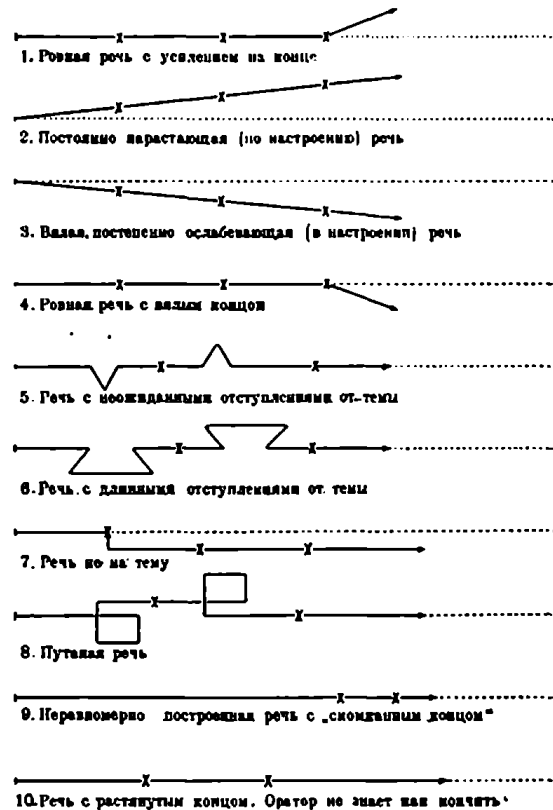 1. Ровная речь с усилением на конце
2. Постоянно нарастающая (по настроению) речь
3. Вялая, постепенно ослабевающая (в настроении) речь
4. Ровная речь с вялым концом
5. Речь с неожиданными отступлениями от темы
6. Речь с длинными отступлениями от темы
7. Речь не на тему
8. Путаная речь
9. Неравномерно построенная речь с „скомканным концом“
10. Речь с растянутым концом. Оратор не знает как кончить